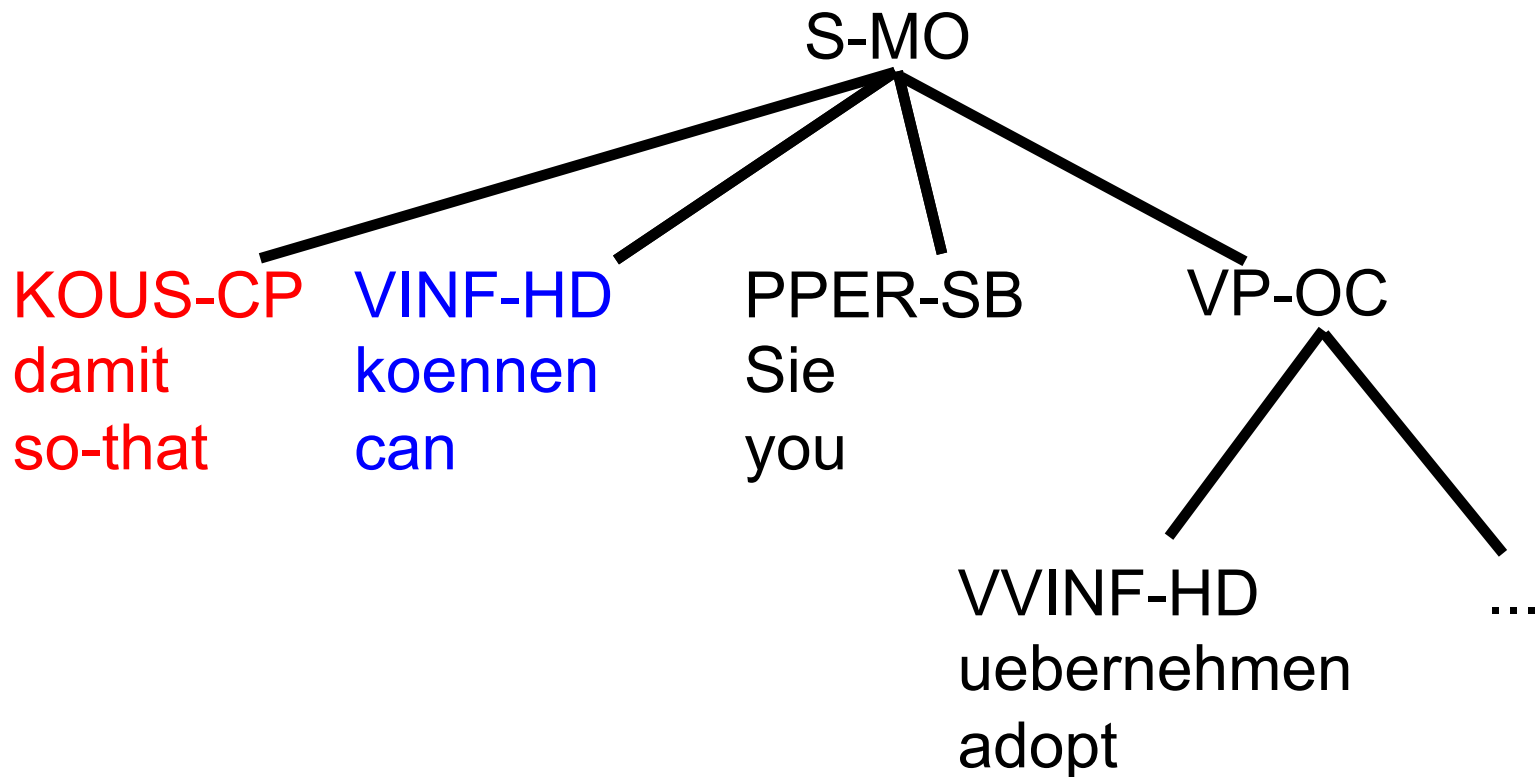 S-MO
KOUS-CP VINF-HD PPER-SB VP-OC
damit koennen Sie
so-that can you
VVINF-HD ...
uebernehmen
adopt